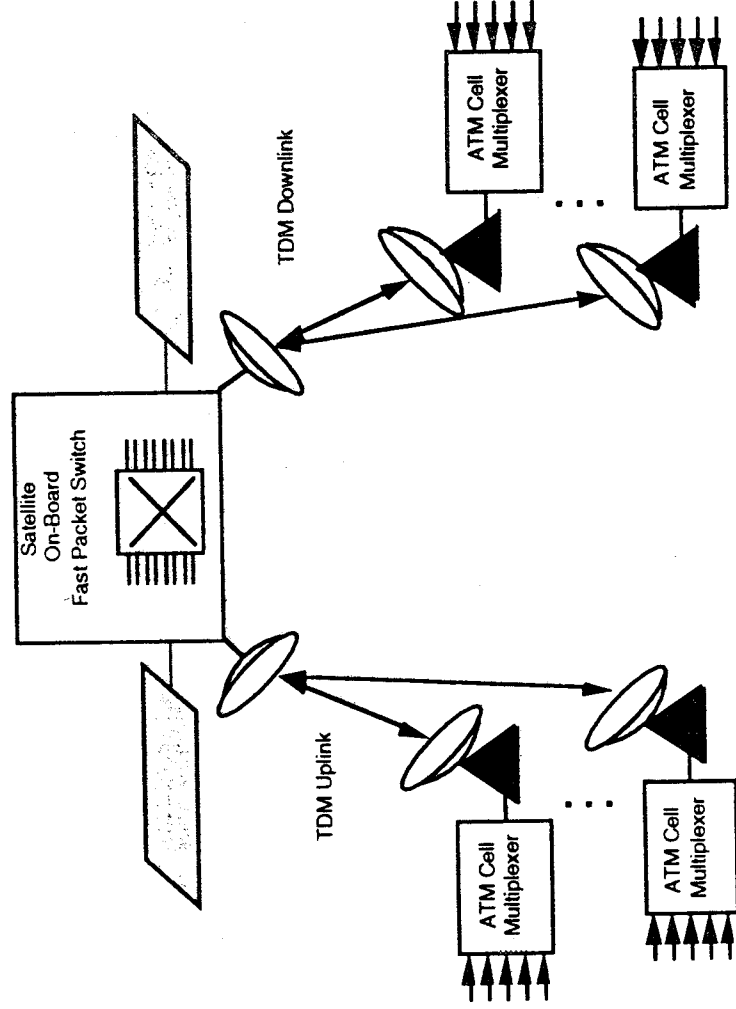 Satellite
On-Board
Fast Packet Switch
TDM Uplink
TDM Downlink
ATM Cell
Multiplexer
ATM Cell
Multiplexer
ATM Cell
Multiplexer
ATM Cell
Multiplexer